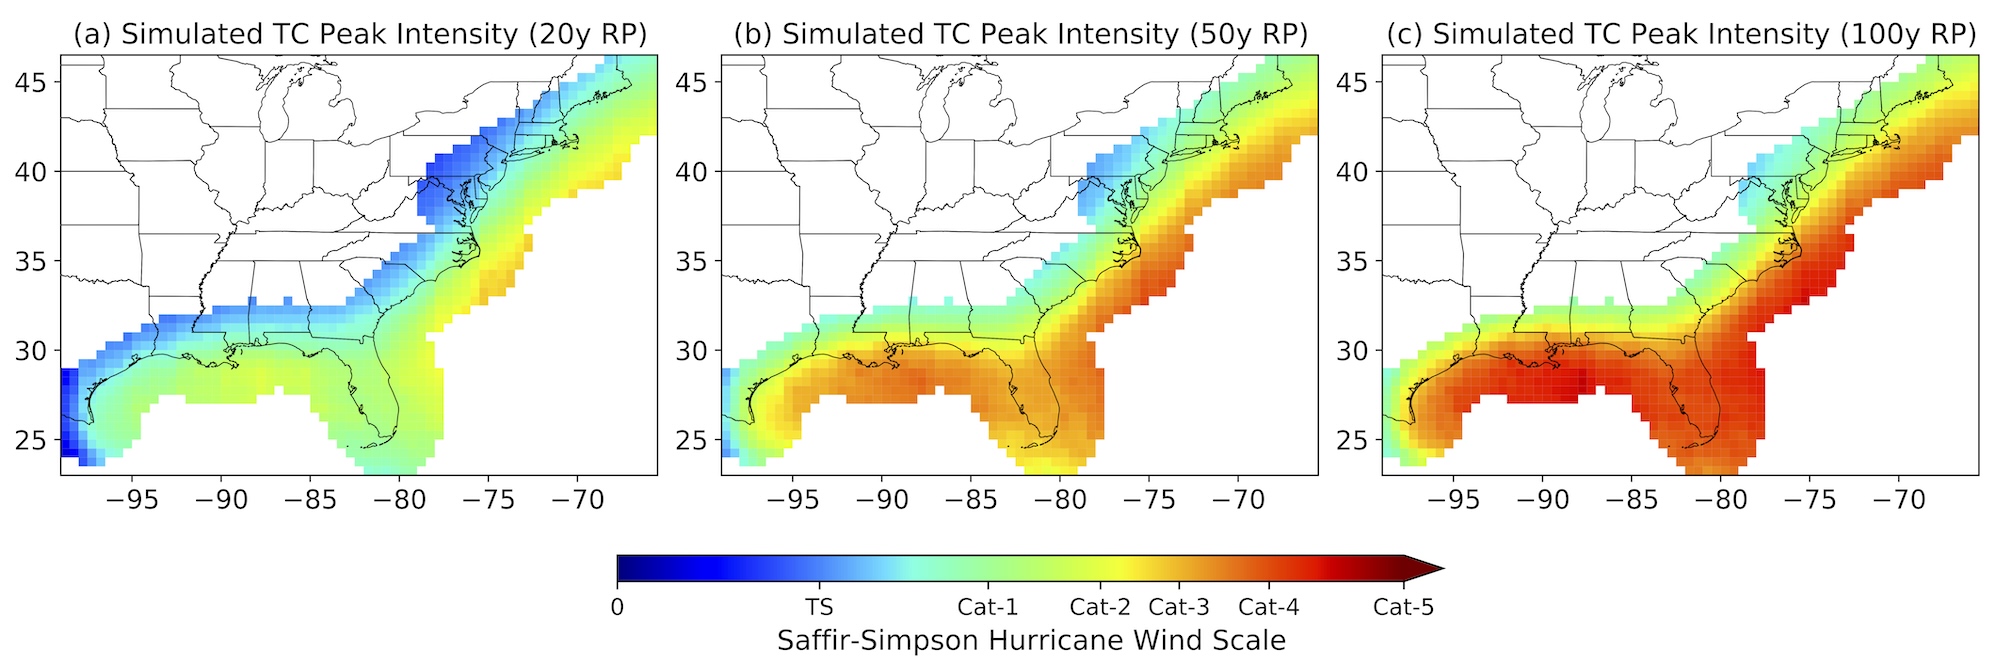 (a) Simulated TC Peak Intensity (20y RP)
(b) Simulated TC Peak Intensity (50y RP)
(c) Simulated TC Peak Intensity (100y RP)
45
40
35
30
25
−95 −90 −85 −80 −75 −70
45
40
35
30
25
−95 −90 −85 −80 −75 −70
45
40
35
30
25
−95 −90 −85 −80 −75 −70
0 TS Cat-1 Cat-2 Cat-3 Cat-4 Cat-5
Saffir-Simpson Hurricane Wind Scale